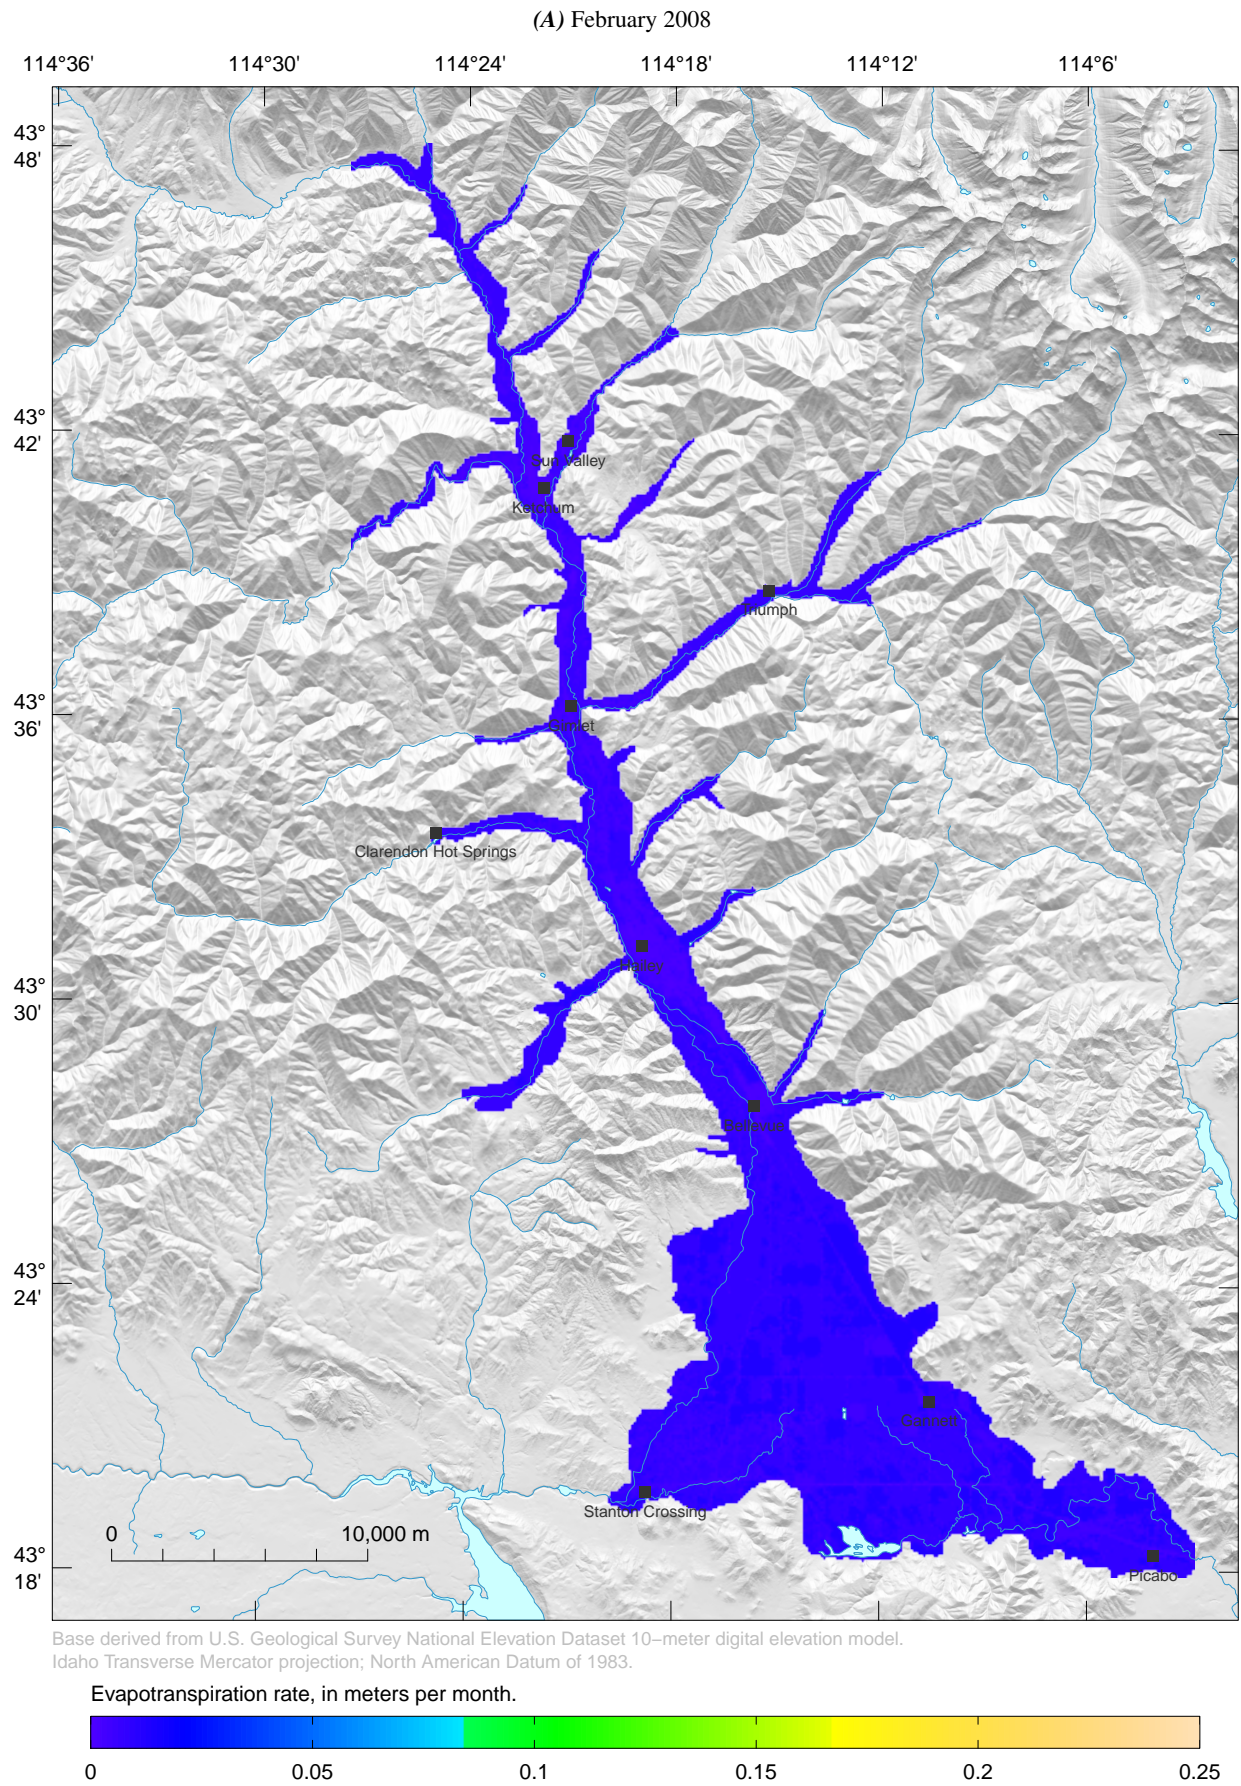 (A) February 2008
114°36' 114°30' 114°24' 114°18' 114°12' 114°6'
43°
48'
43°
42'
Sun Valley
Ketchum
Triumph
43°
36'
Gimlet
Clarendon Hot Springs
Hailey
43°
30'
Bellevue
43°
24'
Gannett
Stanton Crossing
0 10,000 m
43°
18'
Picabo
Base derived from U.S. Geological Survey National Elevation Dataset 10−meter digital elevation model.
Idaho Transverse Mercator projection; North American Datum of 1983.
Evapotranspiration rate, in meters per month.
0 0.05 0.1 0.15 0.2 0.25